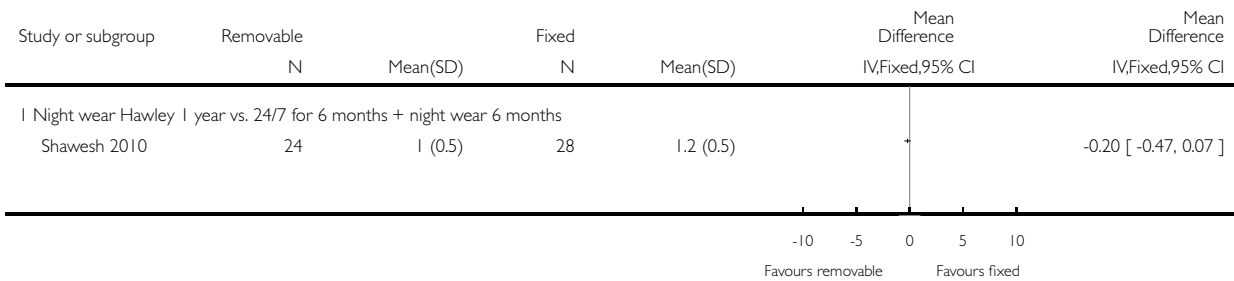 Study or subgroup Removable Fixed Mean Difference Mean Difference
N Mean(SD) N Mean(SD) IV,Fixed,95% CI IV,Fixed,95% CI
1 Night wear Hawley 1 year vs. 24/7 for 6 months + night wear 6 months
Shawesh 2010 24 1 (0.5) 28 1.2 (0.5) -0.20 [ -0.47, 0.07 ]
-10 -5 0 5 10
Favours removable Favours fixed